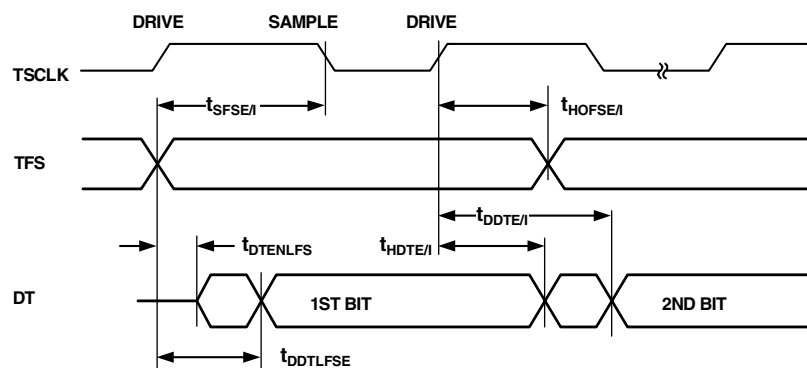 DRIVE SAMPLE DRIVE
TSCLK
tSFSE/I tHOFSE/I
TFS
tDDTE/I
tDTENLFS tHDTE/I
DT 1ST BIT 2ND BIT
tDDTLFSE